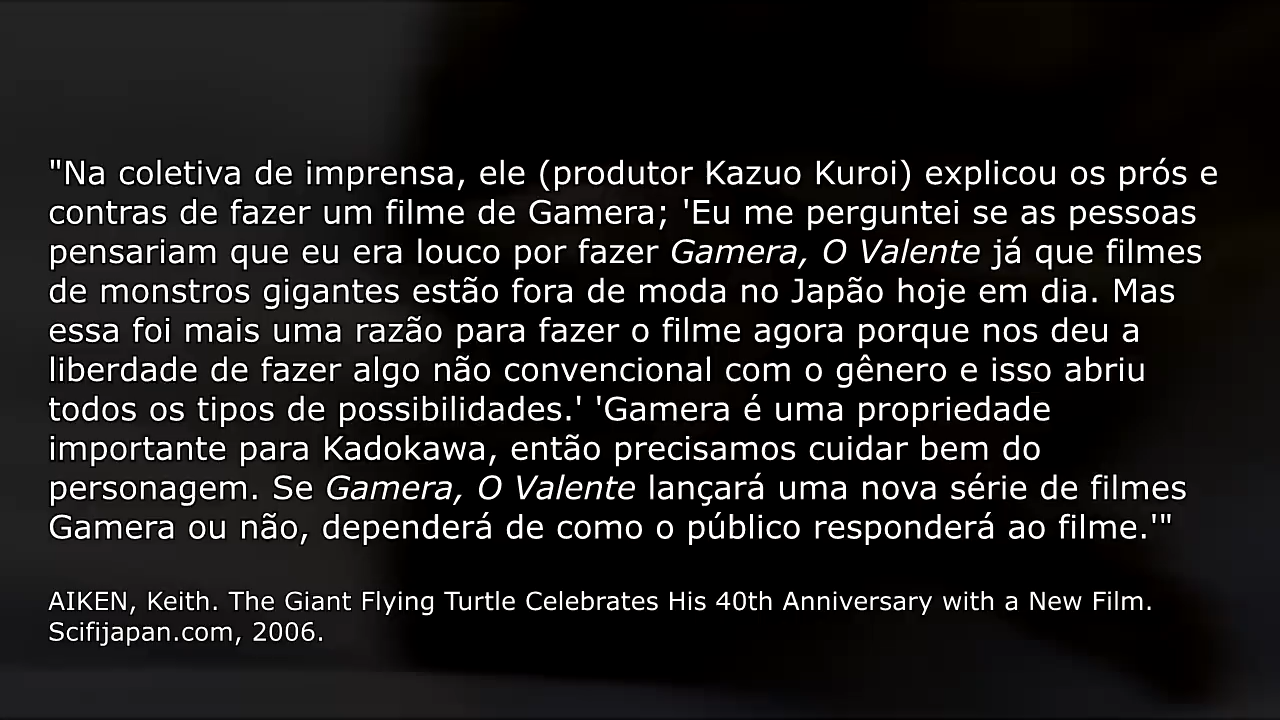 "Na coletiva de imprensa, ele (produtor Kazuo Kuroi) explicou os prós e
contras de fazer um filme de Gamera; 'Eu me perguntei se as pessoas
pensariam que eu era louco por fazer Gamera, O Valente já que filmes
de monstros gigantes estão fora de moda no Japão hoje em dia. Mas
essa foi mais uma razão para fazer o filme agora porque nos deu a
liberdade de fazer algo não convencional com o gênero e isso abriu
todos os tipos de possibilidades.' 'Gamera é uma propriedade
importante para Kadokawa, então precisamos cuidar bem do
personagem. Se Gamera, O Valente lançará uma nova série de filmes
Gamera ou não, dependerá de como o público responderá ao filme.'"
AIKEN, Keith. The Giant Flying Turtle Celebrates His 40th Anniversary with a New Film.
Scifijapan.com, 2006.